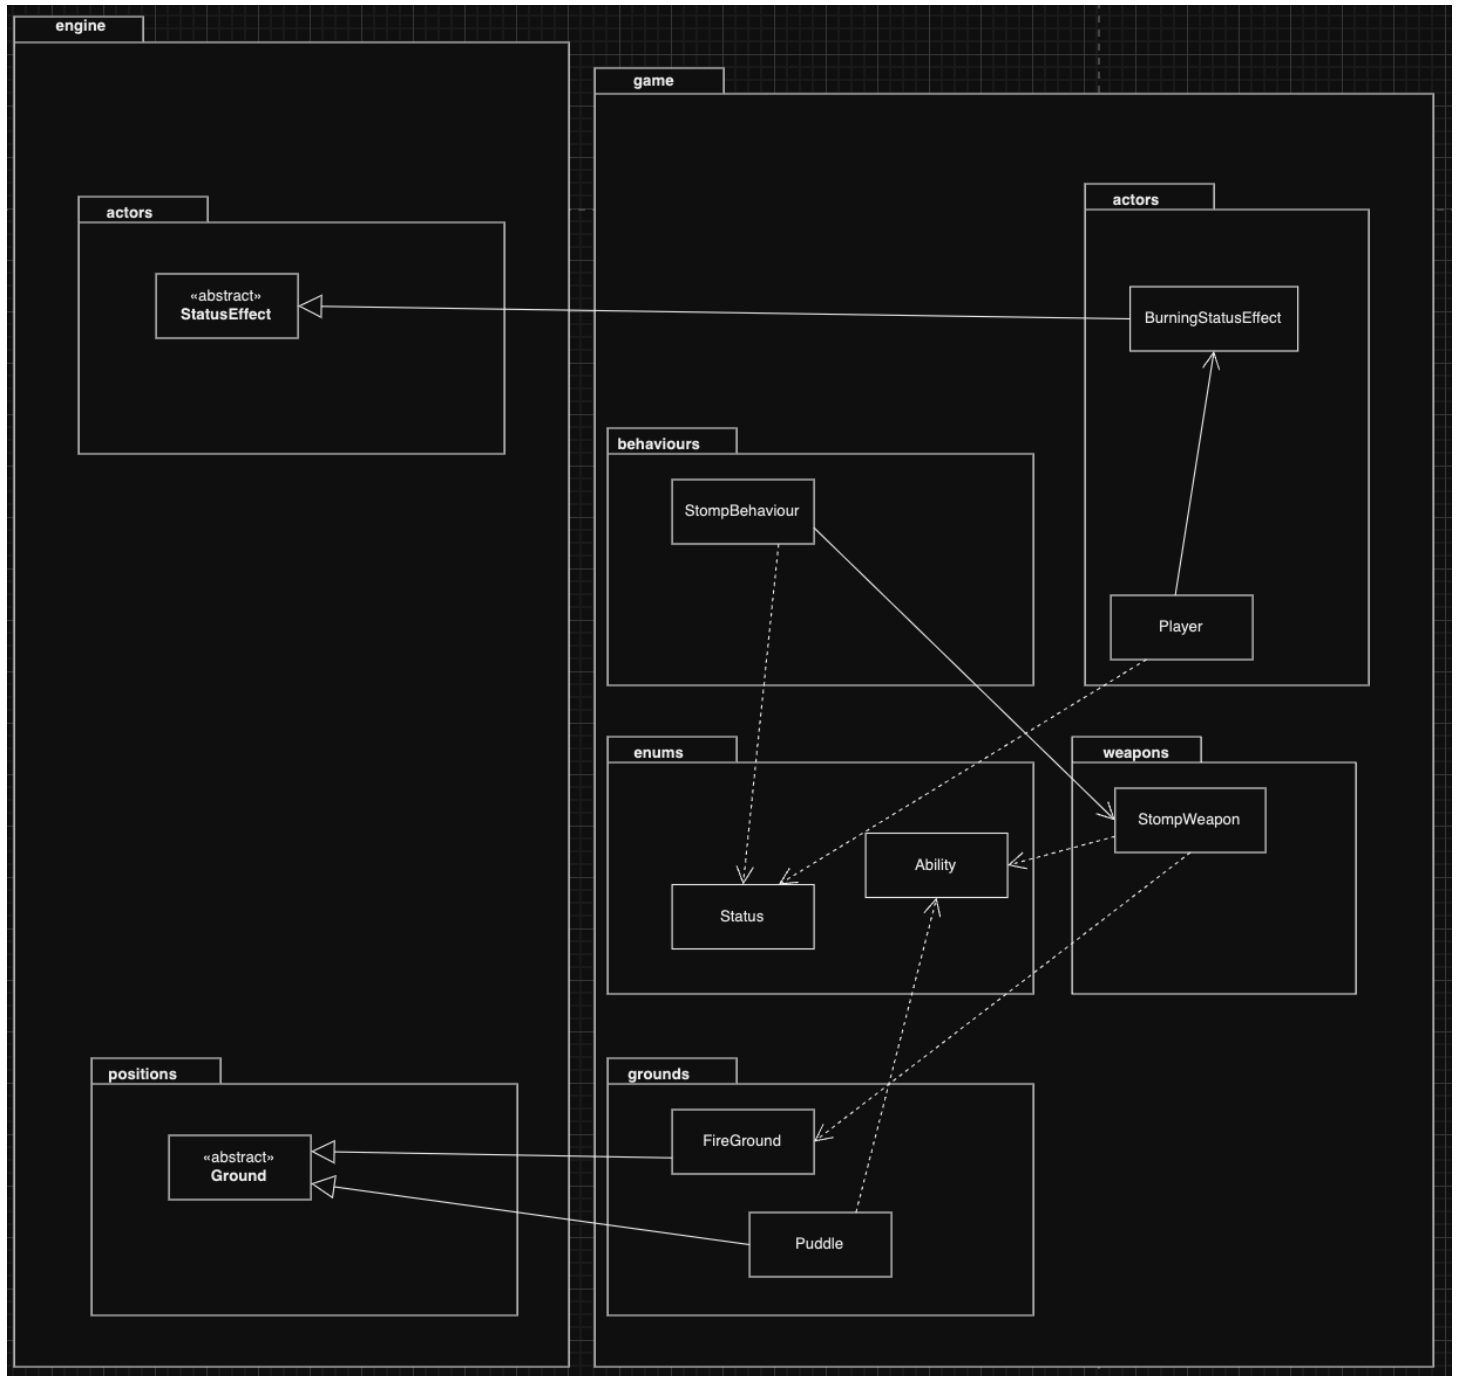 engine
game
actors
actors
«abstract»
StatusEffect
BurningStatusEffect
behaviours
StompBehaviour
Player
enums
weapons
StompWeapon
Ability
Status
positions
grounds
«abstract»
Ground
FireGround
Puddle